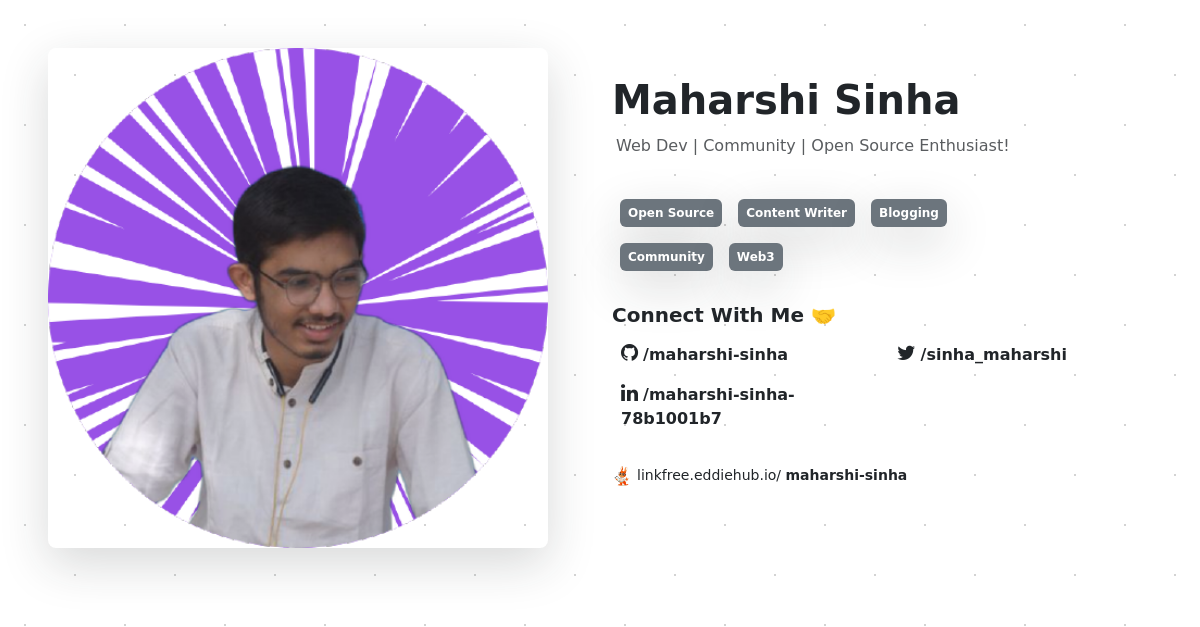 Maharshi Sinha
Web Dev | Community | Open Source Enthusiast!
Open Source Content Writer Blogging
Community Web3
Connect With Me 🤝
/maharshi-sinha /sinha_maharshi
/maharshi-sinha-
78b1001b7
linkfree.eddiehub.io/ maharshi-sinha